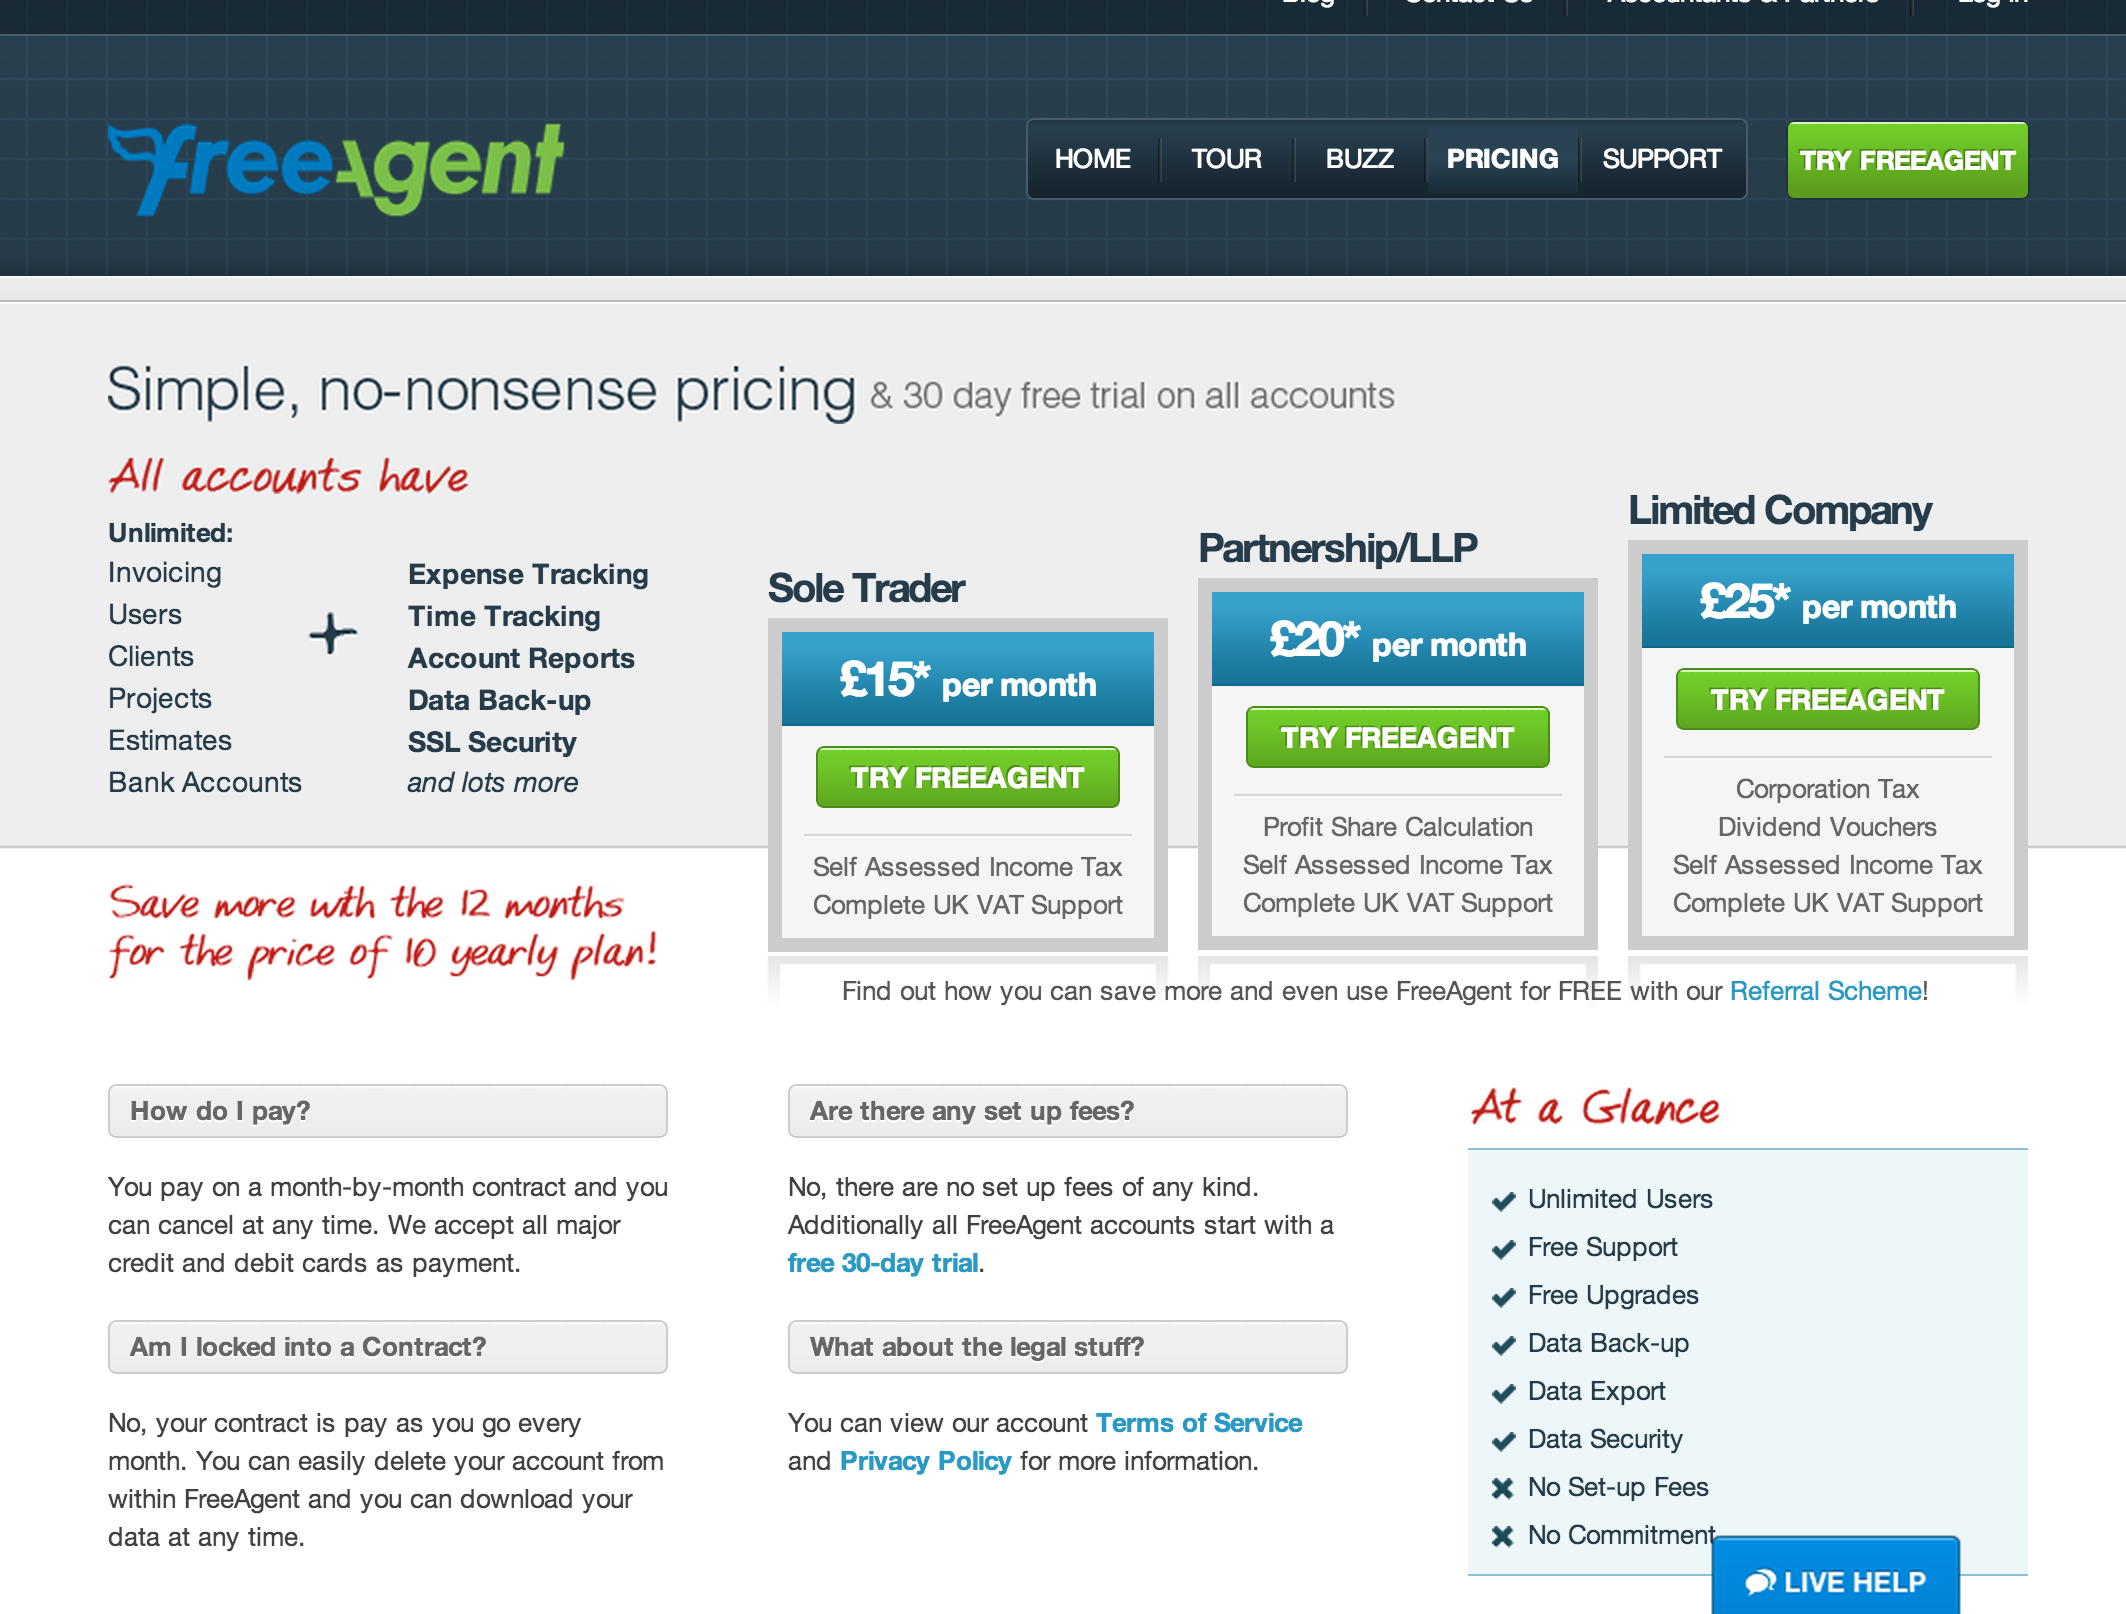 Blog
Contact Us
Accountants & Partners
Log in
freeAgent
HOME
TOUR
BUZZ
PRICING
SUPPORT
TRY FREEAGENT
Simple, no-nonsense pricing & 30 day free trial on all accounts
All accounts have
Unlimited:
Invoicing
Users
Clients
Projects
Estimates
Bank Accounts
+
Expense Tracking
Time Tracking
Account Reports
Data Back-up
SSL Security
and lots more
Sole Trader
£15* per month
TRY FREEAGENT
Self Assessed Income Tax
Complete UK VAT Support
Partnership/LLP
£20* per month
TRY FREEAGENT
Profit Share Calculation
Self Assessed Income Tax
Complete UK VAT Support
Limited Company
£25* per month
TRY FREEAGENT
Corporation Tax
Dividend Vouchers
Self Assessed Income Tax
Complete UK VAT Support
Save more with the 12 months
for the price of 10 yearly plan!
Find out how you can save more and even use FreeAgent for FREE with our Referral Scheme!
How do I pay?
You pay on a month-by-month contract and you
can cancel at any time. We accept all major
credit and debit cards as payment.
Am I locked into a Contract?
No, your contract is pay as you go every
month. You can easily delete your account from
within FreeAgent and you can download your
data at any time.
Are there any set up fees?
No, there are no set up fees of any kind.
Additionally all FreeAgent accounts start with a
free 30-day trial.
What about the legal stuff?
You can view our account Terms of Service
and Privacy Policy for more information.
At a Glance
Unlimited Users
Free Support
Free Upgrades
Data Back-up
Data Export
Data Security
No Set-up Fees
No Commitment
LIVE HELP